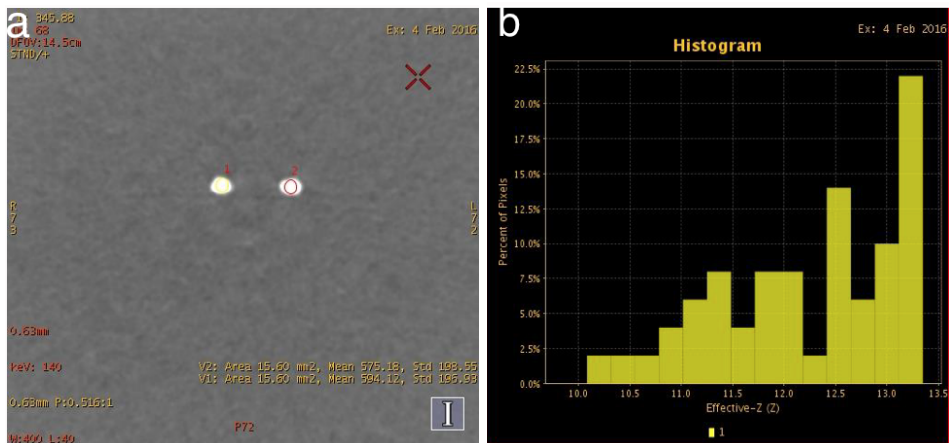 a
345.88
68
DFOV:14.5cm
STND/+
Ex: 4 Feb 2016
1
2
R
7
3
L
7
2
0.63mm
keV: 140
V2: Area 15.60 mm2, Mean 575.18, Std 198.55
V1: Area 15.60 mm2, Mean 594.12, Std 196.93
0.63mm P:0.516:1
I
P72
W:400 L:40
b
Ex: 4 Feb 2016
Histogram
22.5%
20.0%
17.5%
15.0%
12.5%
10.0%
7.5%
5.0%
2.5%
0.0%
Percent of Pixels
10.0 10.5 11.0 11.5 12.0 12.5 13.0 13.5
Effective-Z (Z)
1